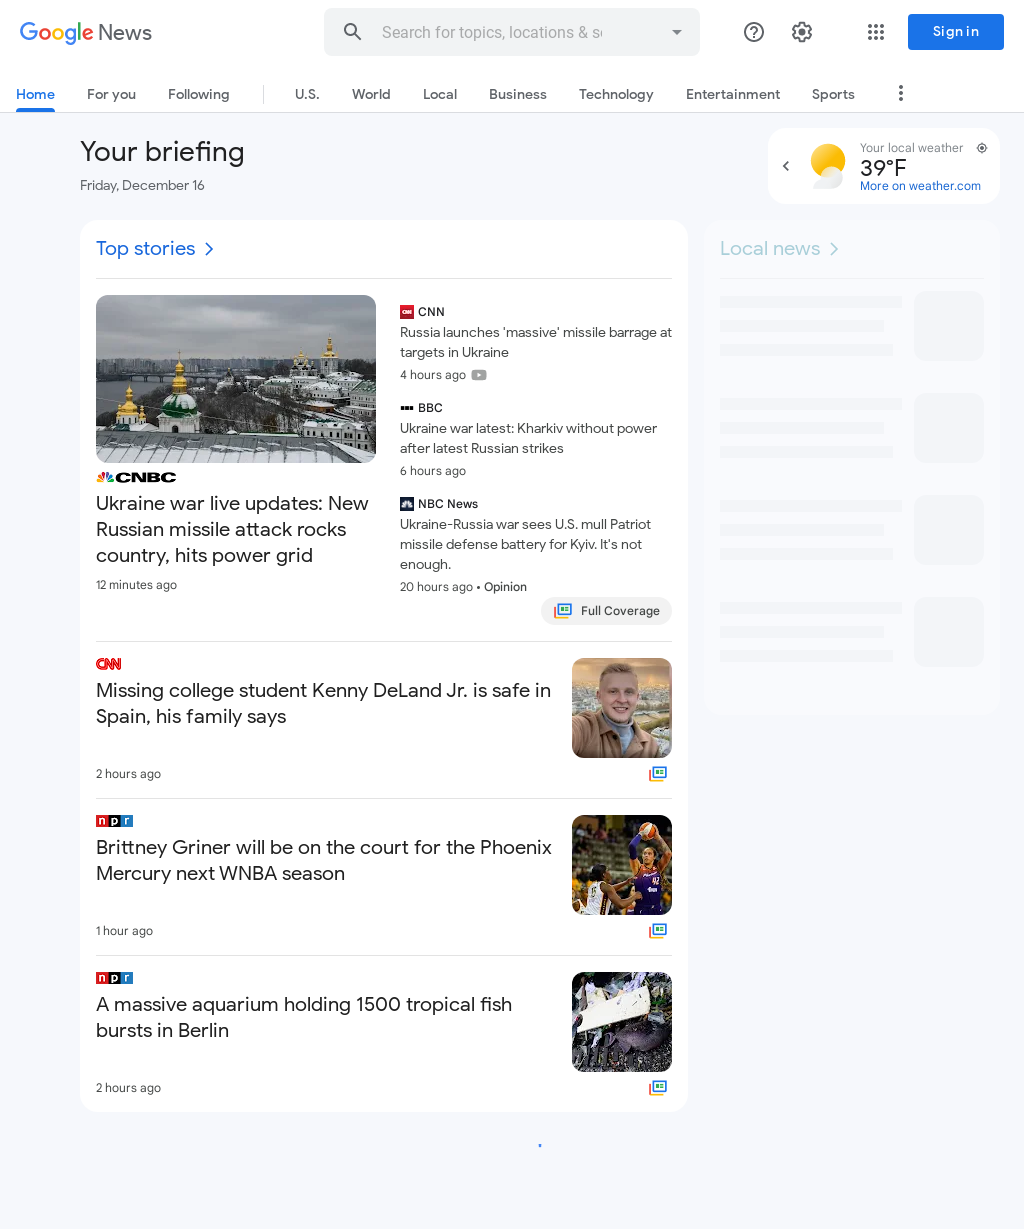 Google News
Search for topics, locations & so
Sign in
Home
For you
Following
U.S.
World
Local
Business
Technology
Entertainment
Sports
Your briefing
Friday, December 16
Your local weather
39°F
More on weather.com
Top stories
Local news
CNBC
Ukraine war live updates: New
Russian missile attack rocks
country, hits power grid
12 minutes ago
CNN
Russia launches 'massive' missile barrage at
targets in Ukraine
4 hours ago
BBC
Ukraine war latest: Kharkiv without power
after latest Russian strikes
6 hours ago
NBC News
Ukraine-Russia war sees U.S. mull Patriot
missile defense battery for Kyiv. It's not
enough.
20 hours ago • Opinion
Full Coverage
CNN
Missing college student Kenny DeLand Jr. is safe in
Spain, his family says
2 hours ago
npr
Brittney Griner will be on the court for the Phoenix
Mercury next WNBA season
1 hour ago
npr
A massive aquarium holding 1500 tropical fish
bursts in Berlin
2 hours ago